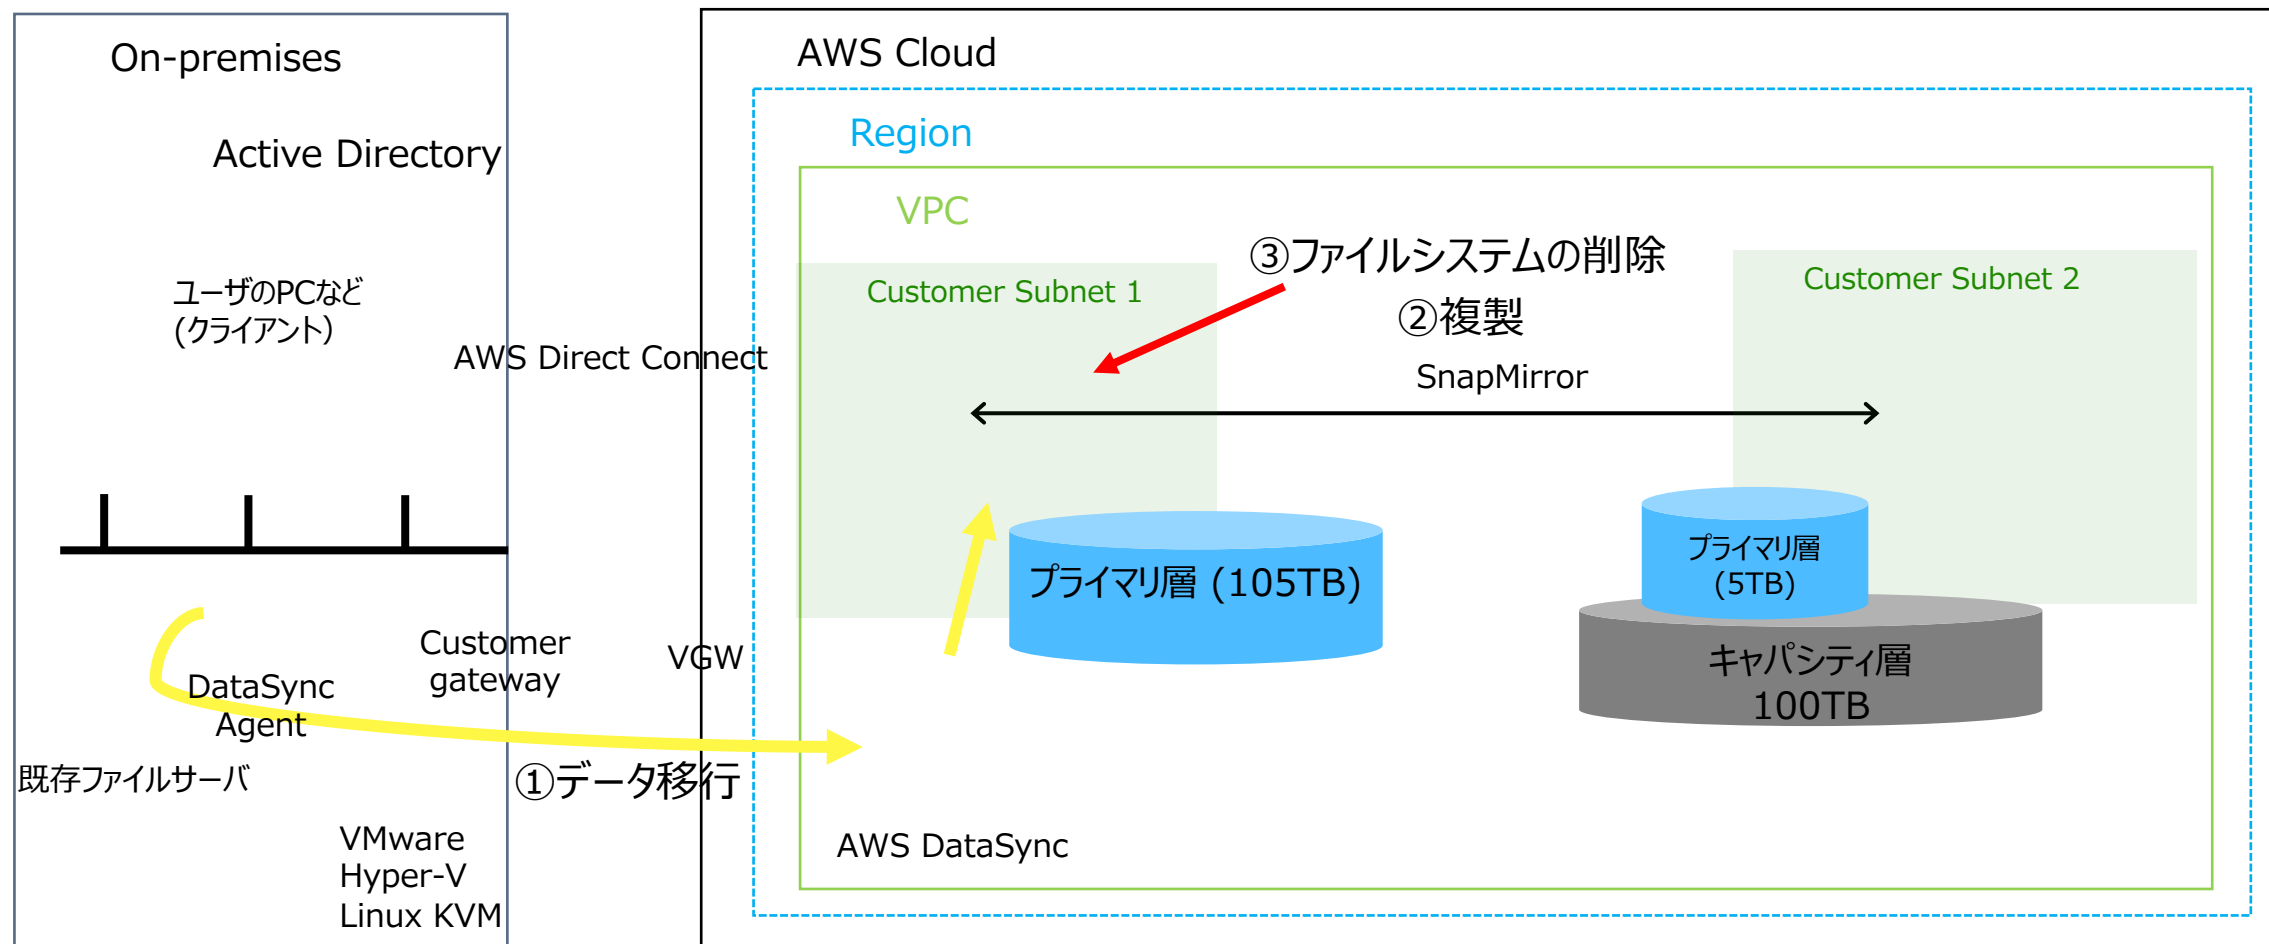 On-premises
Active Directory
ユーザのPCなど
(クライアント）
AWS Direct Connect
Customer
gateway
VGW
DataSync
Agent
既存ファイルサーバ
①データ移行
VMware
Hyper-V
Linux KVM
AWS Cloud
Region
VPC
Customer Subnet 1
③ファイルシステムの削除
②複製
SnapMirror
Customer Subnet 2
プライマリ層 (105TB)
プライマリ層
(5TB)
キャパシティ層
100TB
AWS DataSync